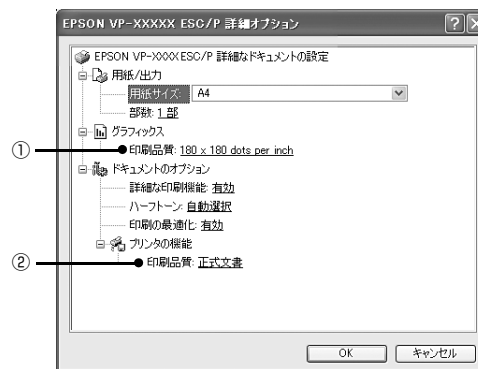 EPSON VP-XXXXX ESC/P 詳細オプション
EPSON VP-XXXX ESC/P 詳細なドキュメントの設定
用紙/出力
用紙サイズ: A4
部数: 1 部
グラフィックス
① 印刷品質: 180 x 180 dots per inch
ドキュメントのオプション
詳細な印刷機能: 有効
ハーフトーン: 自動選択
印刷の最適化: 有効
プリンタの機能
② 印刷品質: 正式文書
OK キャンセル